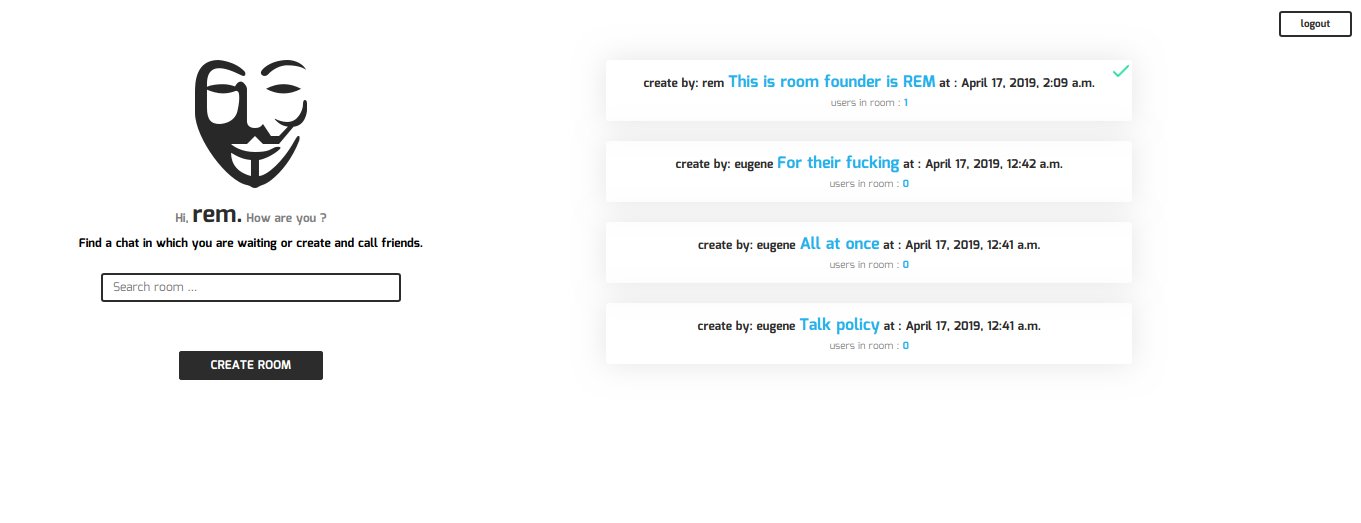 logout
Hi, rem. How are you ?
Find a chat in which you are waiting or create and call friends.
Search room ...
CREATE ROOM
create by: rem This is room founder is REM at : April 17, 2019, 2:09 a.m.
users in room : 1
create by: eugene For their fucking at : April 17, 2019, 12:42 a.m.
users in room : 0
create by: eugene All at once at : April 17, 2019, 12:41 a.m.
users in room : 0
create by: eugene Talk policy at : April 17, 2019, 12:41 a.m.
users in room : 0